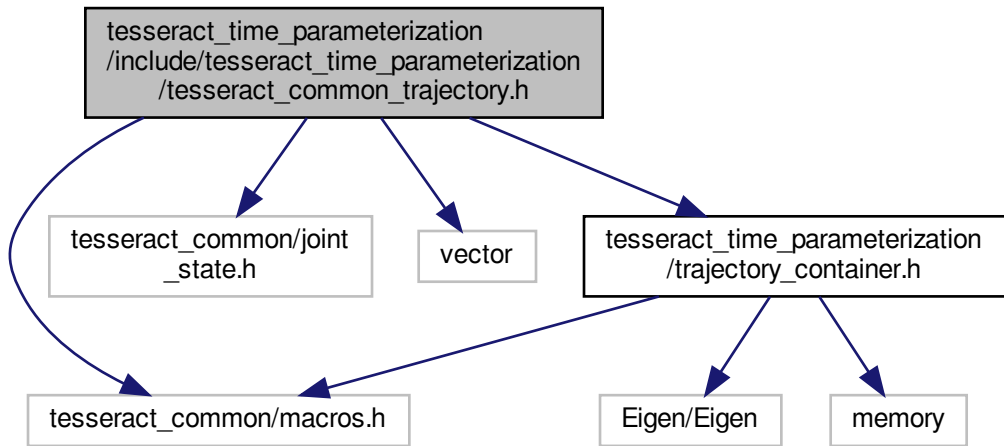 tesseract_time_parameterization
/include/tesseract_time_parameterization
/tesseract_common_trajectory.h
tesseract_common/joint
_state.h
vector
tesseract_time_parameterization
/trajectory_container.h
tesseract_common/macros.h
Eigen/Eigen
memory